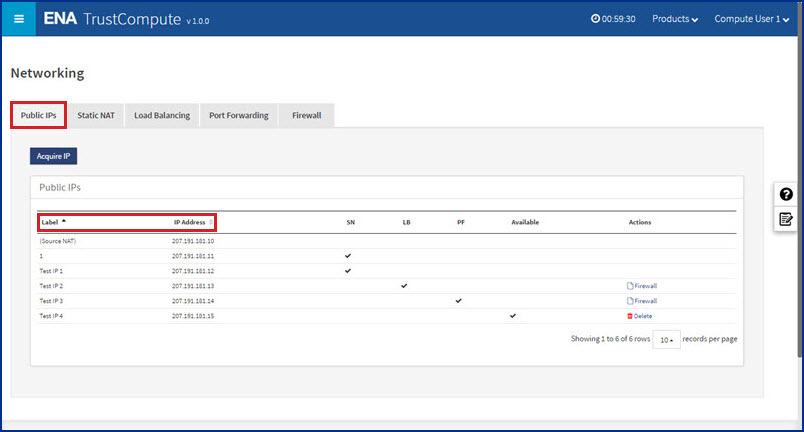 ENA TrustCompute v 1.0.0 00:59:30 Products Compute User 1
Networking
Public IPs Static NAT Load Balancing Port Forwarding Firewall
Acquire IP
Public IPs
Label IP Address SN LB PF Available Actions
(Source NAT) 207.191.181.10
1 207.191.181.11
Test IP 1 207.191.181.12
Test IP 2 207.191.181.13 Firewall
Test IP 3 207.191.181.14 Firewall
Test IP 4 207.191.181.15 Delete
Showing 1 to 6 of 6 rows 10 records per page